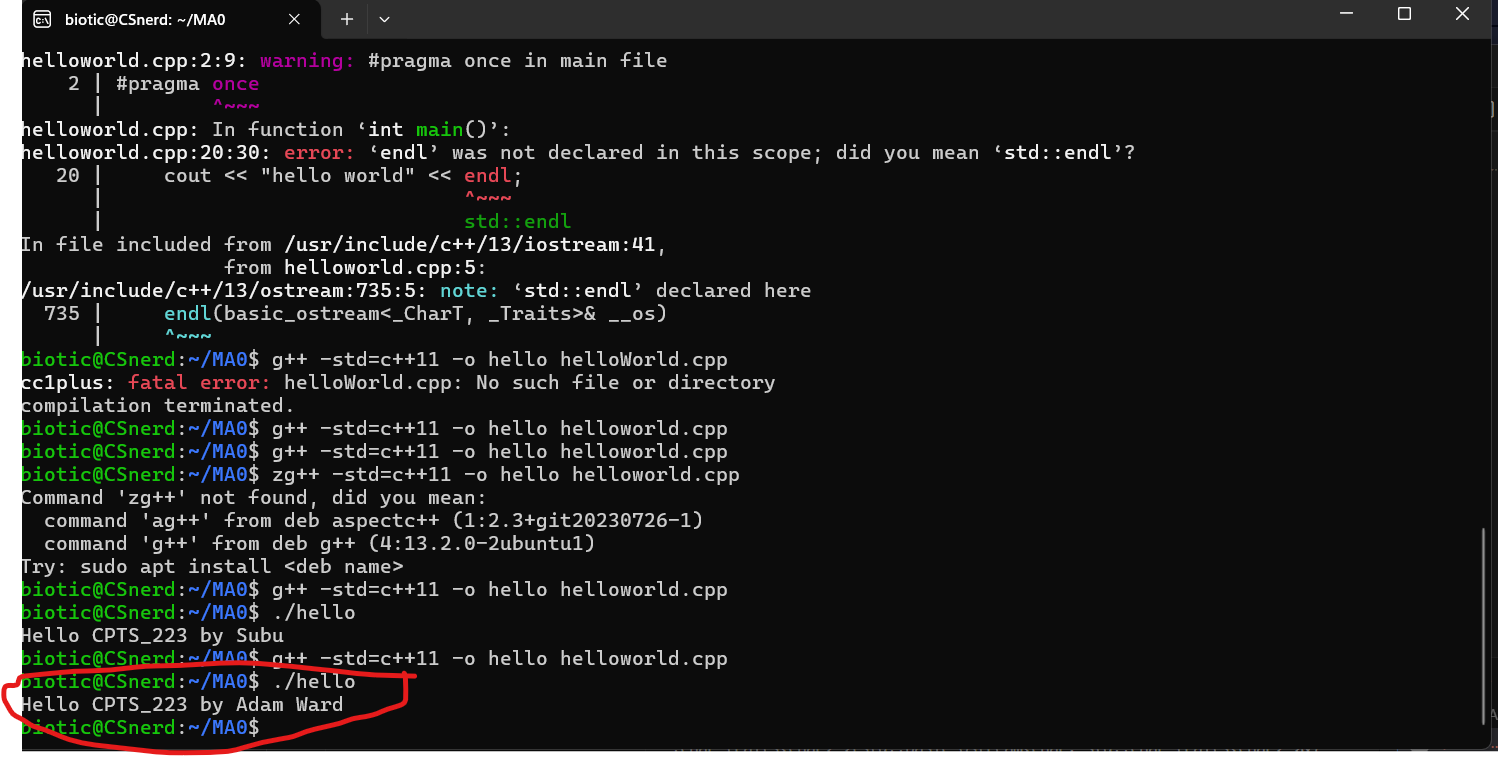 biotic@CSnerd: ~/MA0
helloworld.cpp:2:9: warning: #pragma once in main file
    2 | #pragma once
      |         ^~~~
helloworld.cpp: In function ‘int main()’:
helloworld.cpp:20:30: error: ‘endl’ was not declared in this scope; did you mean ‘std::endl’?
   20 |     cout << "hello world" << endl;
      |                              ^~~~
      |                              std::endl
In file included from /usr/include/c++/13/iostream:41,
                 from helloworld.cpp:5:
/usr/include/c++/13/ostream:735:5: note: ‘std::endl’ declared here
  735 |     endl(basic_ostream<_CharT, _Traits>& __os)
      |     ^~~~
biotic@CSnerd:~/MA0$ g++ -std=c++11 -o hello helloWorld.cpp
cc1plus: fatal error: helloWorld.cpp: No such file or directory
compilation terminated.
biotic@CSnerd:~/MA0$ g++ -std=c++11 -o hello helloworld.cpp
biotic@CSnerd:~/MA0$ g++ -std=c++11 -o hello helloworld.cpp
biotic@CSnerd:~/MA0$ zg++ -std=c++11 -o hello helloworld.cpp
Command 'zg++' not found, did you mean:
  command 'ag++' from deb aspectc++ (1:2.3+git20230726-1)
  command 'g++' from deb g++ (4:13.2.0-2ubuntu1)
Try: sudo apt install <deb name>
biotic@CSnerd:~/MA0$ g++ -std=c++11 -o hello helloworld.cpp
biotic@CSnerd:~/MA0$ ./hello
Hello CPTS_223 by Subu
biotic@CSnerd:~/MA0$ g++ -std=c++11 -o hello helloworld.cpp
biotic@CSnerd:~/MA0$ ./hello
Hello CPTS_223 by Adam Ward
biotic@CSnerd:~/MA0$